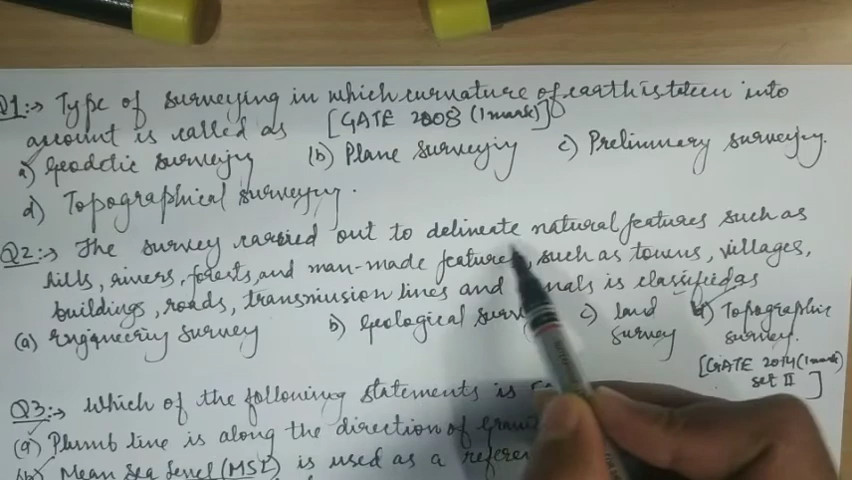 Q1:→ Type of surveying in which curvature of earth is taken into
account is called as [GATE 2008 (1 mark)]
a) Geodetic surveying (b) Plane surveying c) Preliminary surveying.
d) Topographical surveying.
Q2:→ The survey carried out to delineate natural features such as
hills, rivers, forests, and man-made features, such as towns, villages,
buildings, roads, transmission lines and is classified as
(a) Engineering survey b) Geological c) land survey d) Topographic survey.
[GATE 2014 (1 mark) set II]
Q3:→ Which of the following statements is
(a) Plumb line is along the direction of
(b) Mean Sea Level (MSL) is used as a